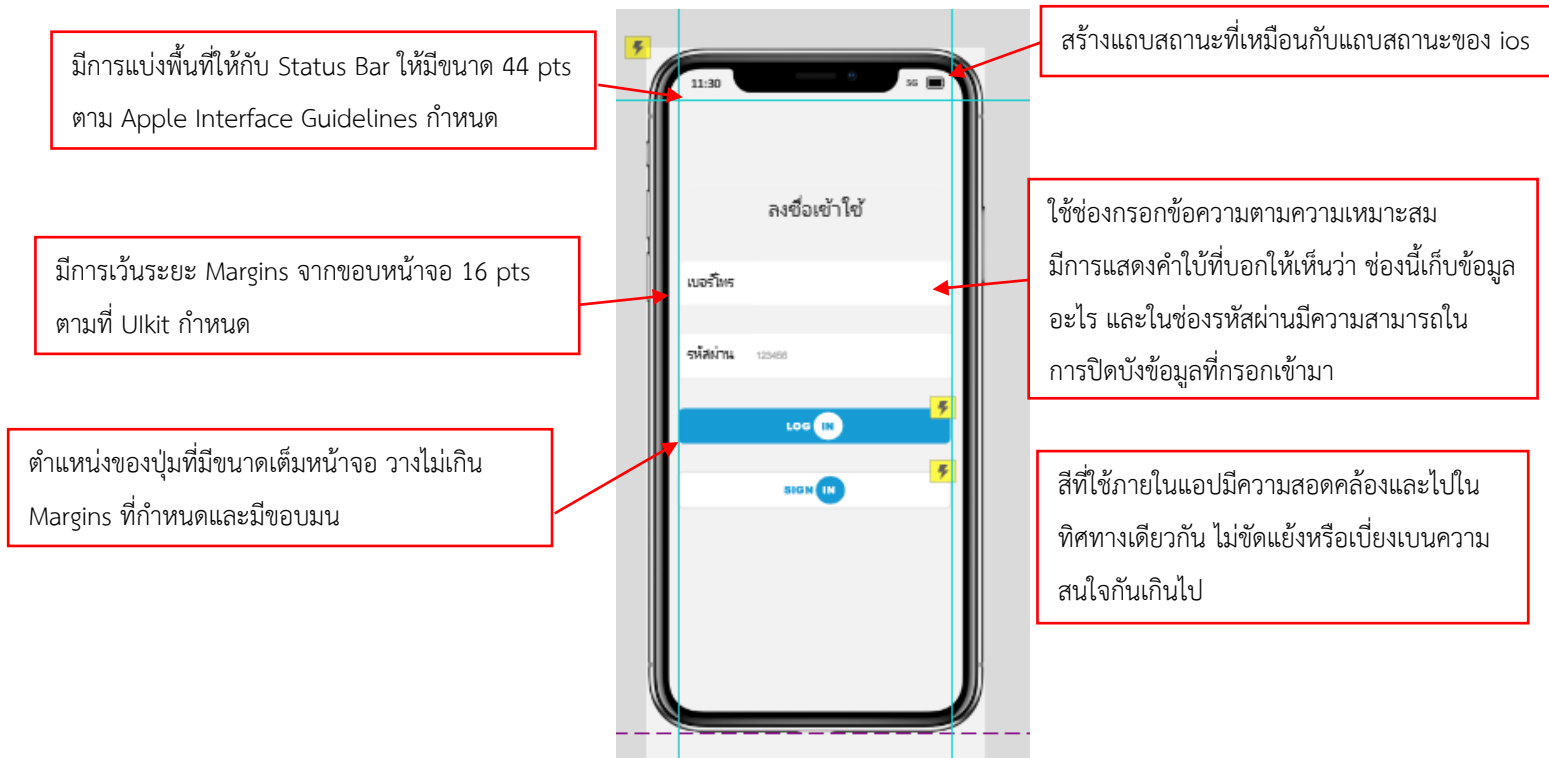 มีการแบ่งพื้นที่ให้กับ Status Bar ให้มีขนาด 44 pts
ตาม Apple Interface Guidelines กำหนด
สร้างแถบสถานะที่เหมือนกับแถบสถานะของ ios
11:30
5G
ลงชื่อเข้าใช้
มีการเว้นระยะ Margins จากขอบหน้าจอ 16 pts
ตามที่ UIkit กำหนด
ใช้ช่องกรอกข้อความตามความเหมาะสม
มีการแสดงคำใบ้ที่บอกให้เห็นว่า ช่องนี้เก็บข้อมูล
อะไร และในช่องรหัสผ่านมีความสามารถใน
การปิดบังข้อมูลที่กรอกเข้ามา
เบอร์โทร
รหัสผ่าน 123456
LOG IN
SIGN IN
ตำแหน่งของปุ่มที่มีขนาดเต็มหน้าจอ วางไม่เกิน
Margins ที่กำหนดและมีขอบมน
สีที่ใช้ภายในแอปมีความสอดคล้องและไปใน
ทิศทางเดียวกัน ไม่ขัดแย้งหรือเบี่ยงเบนความ
สนใจกันเกินไป